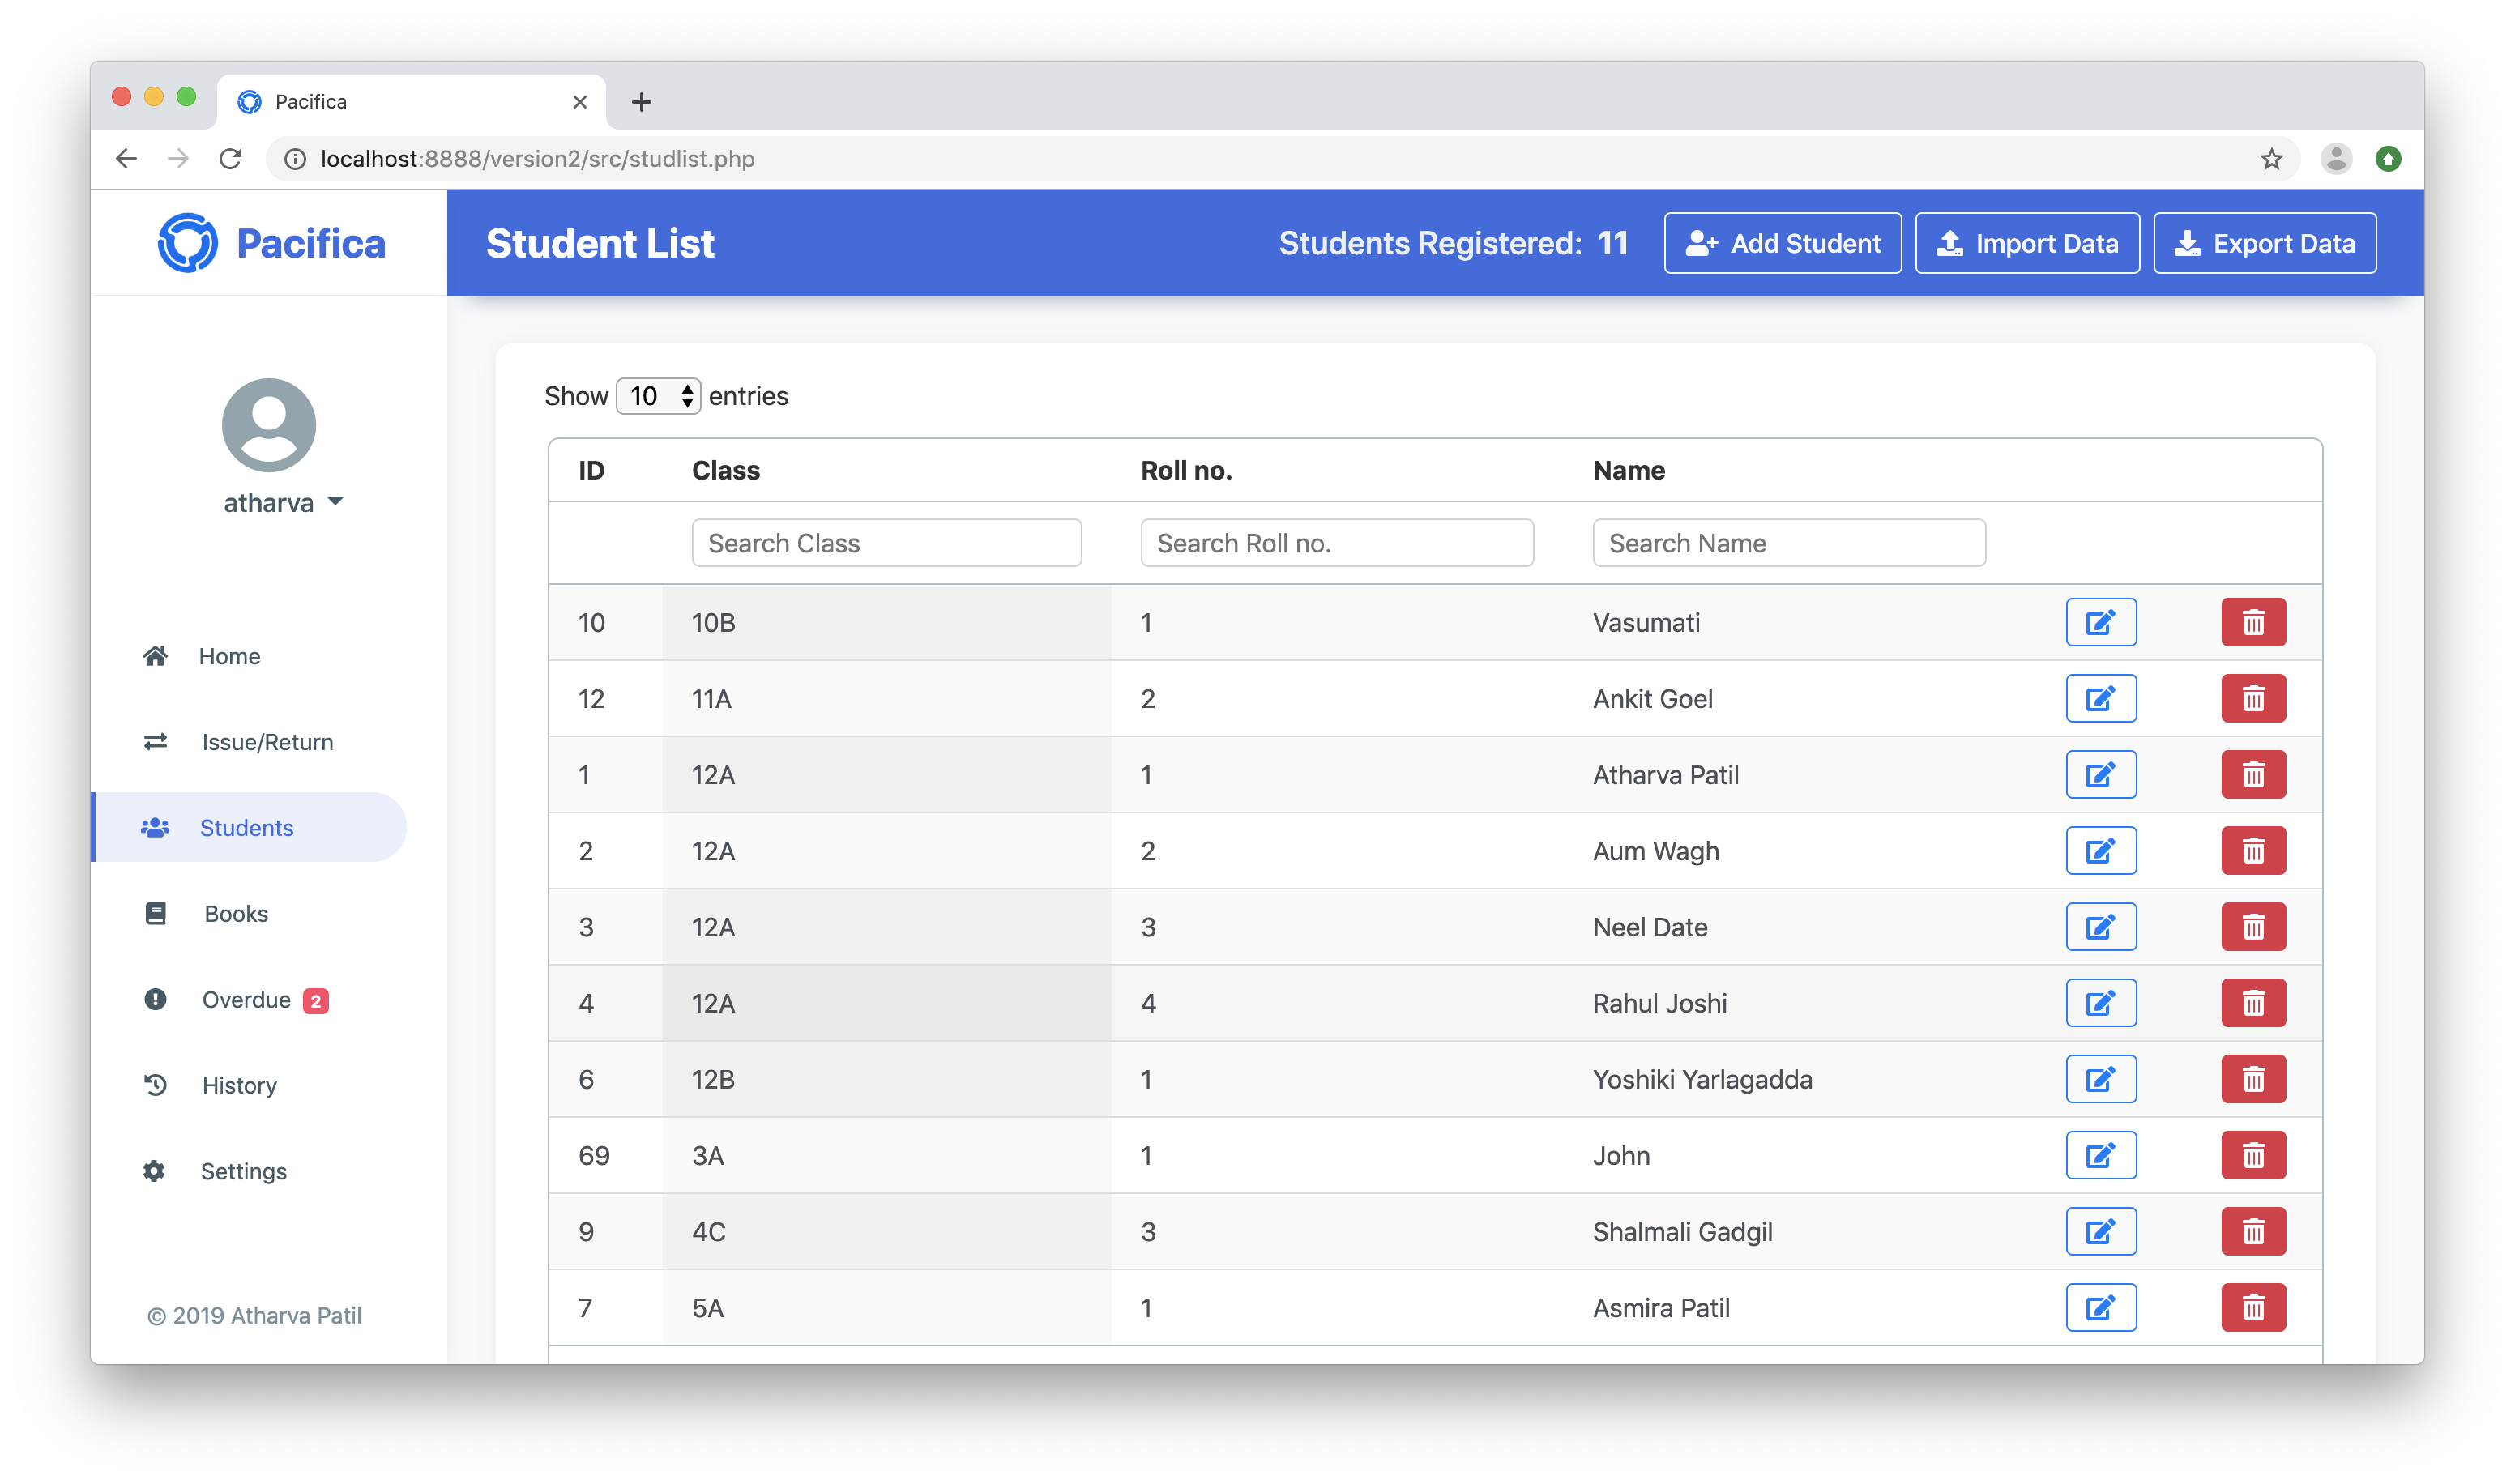 Pacifica
localhost:8888/version2/src/studlist.php
Pacifica
Student List
Students Registered: 11
Add Student
Import Data
Export Data
atharva
Home
Issue/Return
Students
Books
Overdue 2
History
Settings
© 2019 Atharva Patil
Show 10 entries
ID Class Roll no. Name
Search Class Search Roll no. Search Name
10 10B 1 Vasumati
12 11A 2 Ankit Goel
1 12A 1 Atharva Patil
2 12A 2 Aum Wagh
3 12A 3 Neel Date
4 12A 4 Rahul Joshi
6 12B 1 Yoshiki Yarlagadda
69 3A 1 John
9 4C 3 Shalmali Gadgil
7 5A 1 Asmira Patil